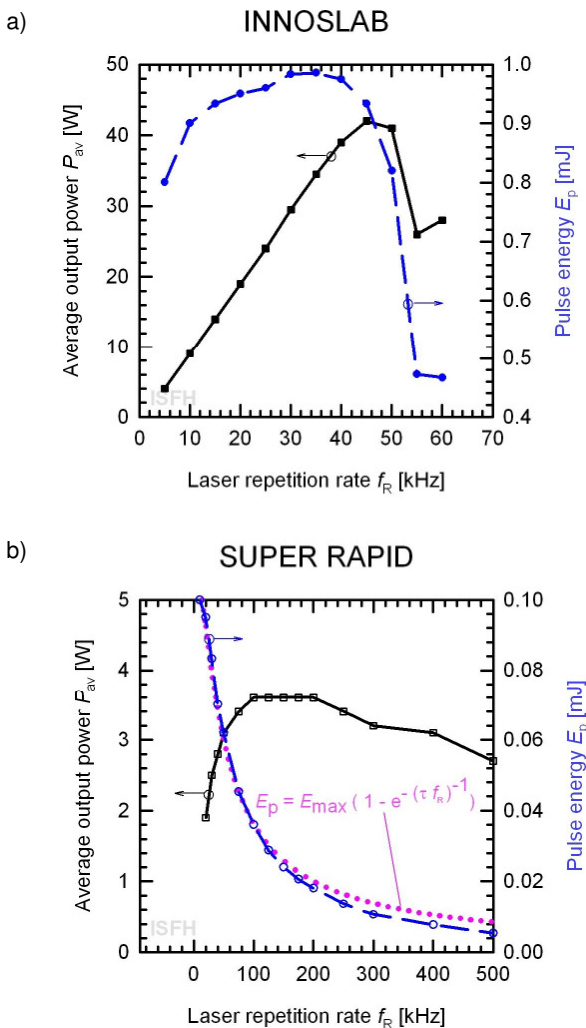 a)
INNOSLAB
Average output power P_av [W]
50
40
30
20
10
0
1.0
0.9
0.8
0.7
0.6
0.5
0.4
Pulse energy E_p [mJ]
ISFH
0 10 20 30 40 50 60 70
Laser repetition rate f_R [kHz]
b)
SUPER RAPID
Average output power P_av [W]
5
4
3
2
1
0
0.10
0.08
0.06
0.04
0.02
0.00
Pulse energy E_p [mJ]
E_p = E_max ( 1 - e^-(τ f_R)^-1 )
ISFH
0 100 200 300 400 500
Laser repetition rate f_R [kHz]